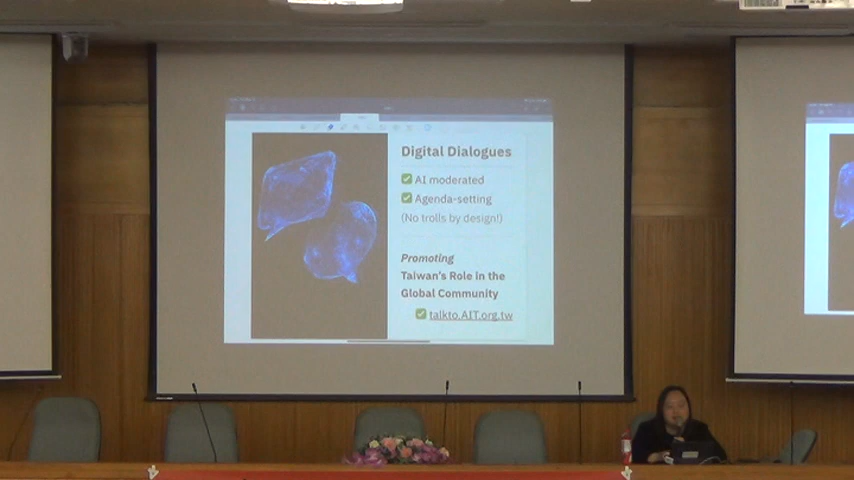 Digital Dialogues
✅ AI moderated
✅ Agenda-setting
(No trolls by design!)
Promoting
Taiwan's Role in the
Global Community
✅ talkto.AIT.org.tw